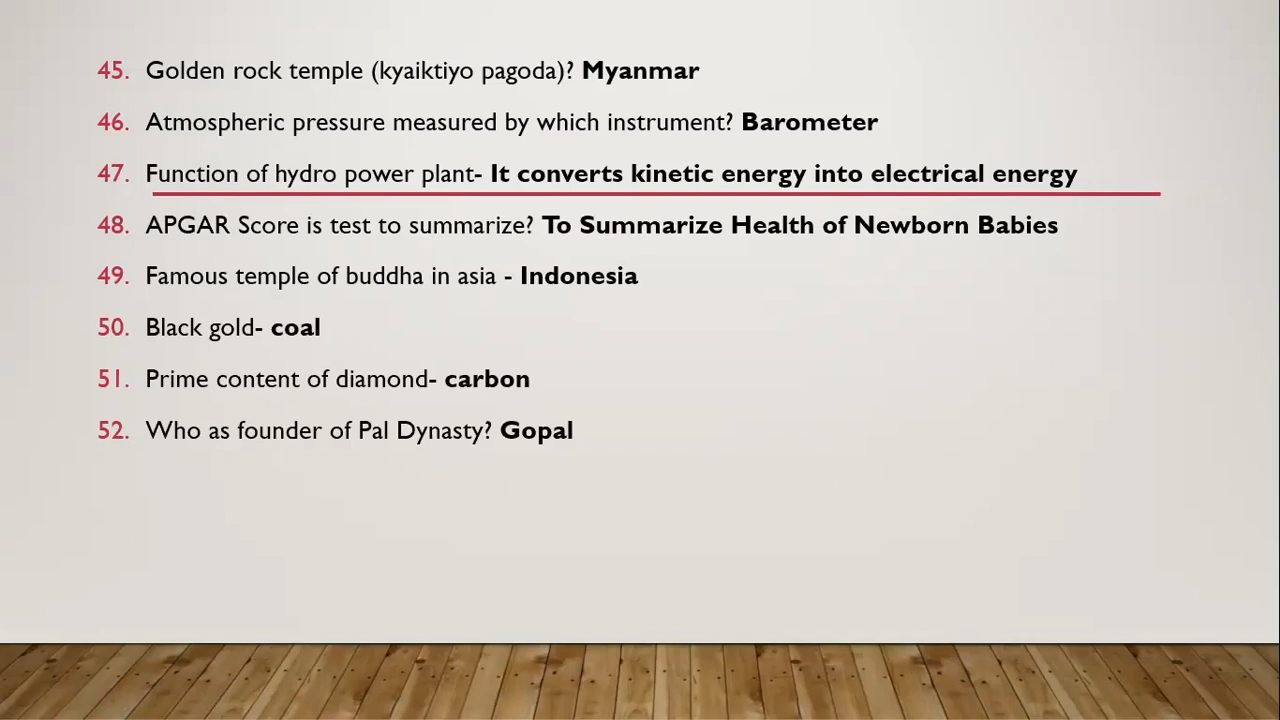 45. Golden rock temple (kyaiktiyo pagoda)? Myanmar
46. Atmospheric pressure measured by which instrument? Barometer
47. Function of hydro power plant- It converts kinetic energy into electrical energy
48. APGAR Score is test to summarize? To Summarize Health of Newborn Babies
49. Famous temple of buddha in asia - Indonesia
50. Black gold- coal
51. Prime content of diamond- carbon
52. Who as founder of Pal Dynasty? Gopal